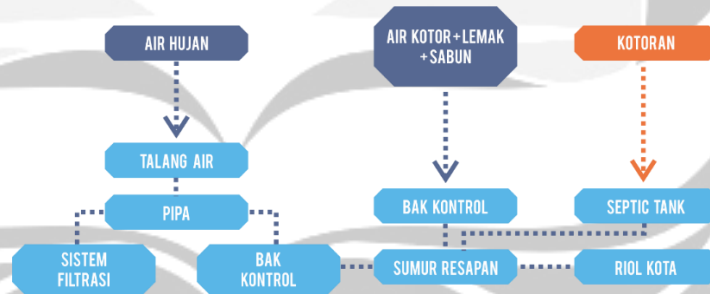 AIR HUJAN
AIR KOTOR+LEMAK
+SABUN
KOTORAN
TALANG AIR
PIPA
BAK KONTROL
SEPTIC TANK
SISTEM
FILTRASI
BAK
KONTROL
SUMUR RESAPAN
RIOL KOTA